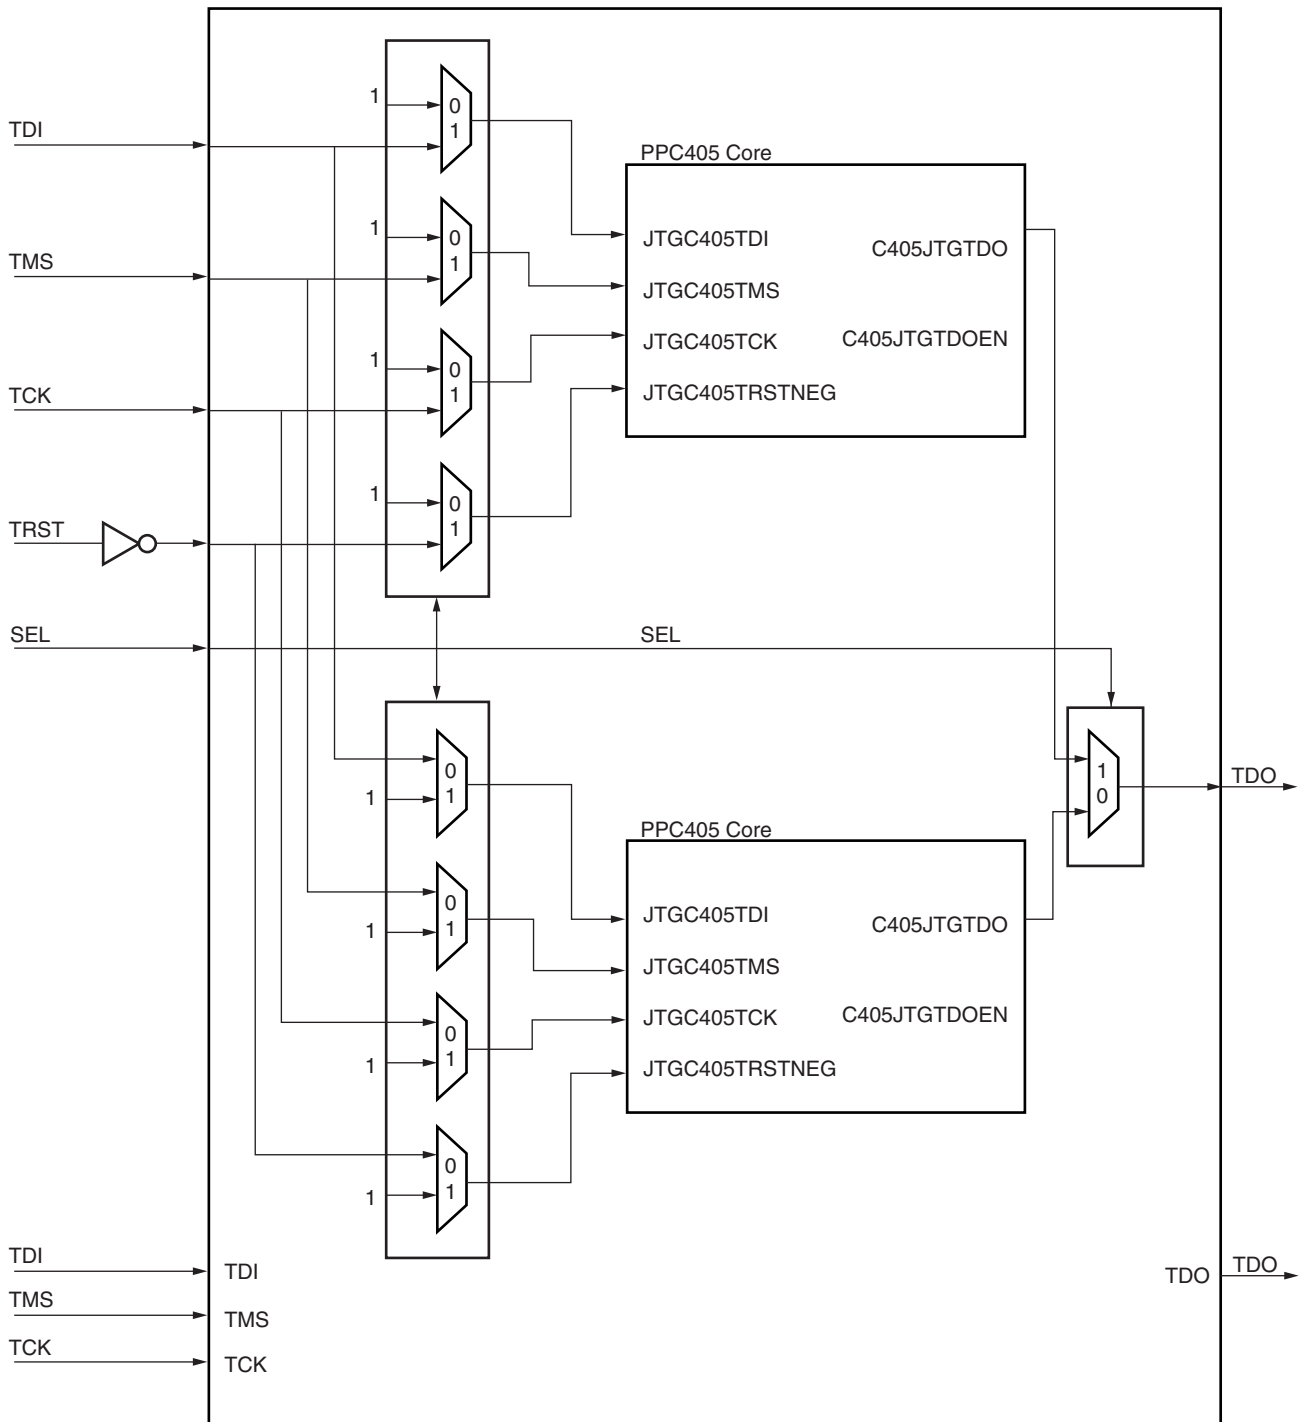 1
0
1
TDI
PPC405 Core
1
0
1
JTGC405TDI
C405JTGTDO
TMS
JTGC405TMS
1
0
1
JTGC405TCK
C405JTGTDOEN
TCK
JTGC405TRSTNEG
1
0
1
TRST
SEL
SEL
0
1
1
1
0
TDO
PPC405 Core
0
1
1
JTGC405TDI
C405JTGTDO
JTGC405TMS
0
1
1
JTGC405TCK
C405JTGTDOEN
JTGC405TRSTNEG
0
1
1
TDI
TDI
TDO
TDO
TMS
TMS
TCK
TCK